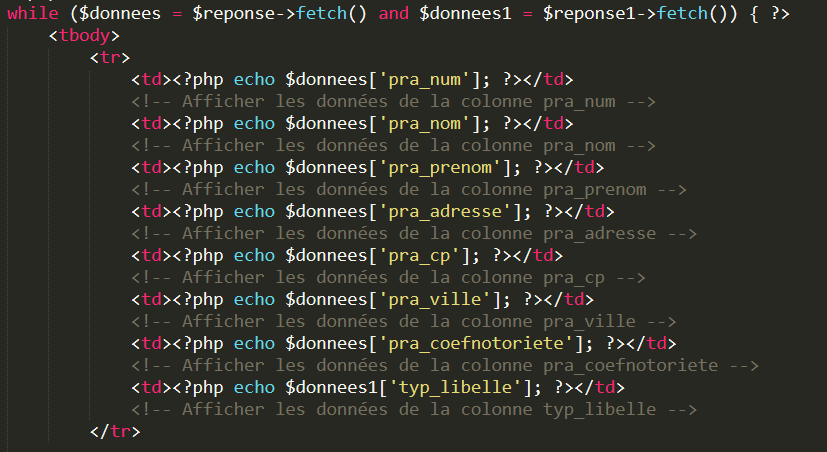 while ($donnees = $reponse->fetch() and $donnees1 = $reponse1->fetch()) { ?>
<tbody>
<tr>
<td><?php echo $donnees['pra_num']; ?></td>
<!-- Afficher les données de la colonne pra_num -->
<td><?php echo $donnees['pra_nom']; ?></td>
<!-- Afficher les données de la colonne pra_nom -->
<td><?php echo $donnees['pra_prenom']; ?></td>
<!-- Afficher les données de la colonne pra_prenom -->
<td><?php echo $donnees['pra_adresse']; ?></td>
<!-- Afficher les données de la colonne pra_adresse -->
<td><?php echo $donnees['pra_cp']; ?></td>
<!-- Afficher les données de la colonne pra_cp -->
<td><?php echo $donnees['pra_ville']; ?></td>
<!-- Afficher les données de la colonne pra_ville -->
<td><?php echo $donnees['pra_coefnotoriete']; ?></td>
<!-- Afficher les données de la colonne pra_coefnotoriete -->
<td><?php echo $donnees1['typ_libelle']; ?></td>
<!-- Afficher les données de la colonne typ_libelle -->
</tr>